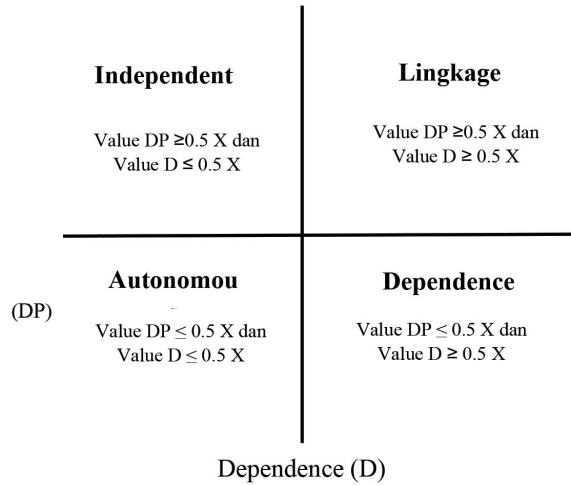 Independent
Value DP ≥0.5 X dan
Value D ≤ 0.5 X
Lingkage
Value DP ≥0.5 X dan
Value D ≥ 0.5 X
(DP)
Autonomou
Value DP ≤ 0.5 X dan
Value D ≤ 0.5 X
Dependence
Value DP ≤ 0.5 X dan
Value D ≥ 0.5 X
Dependence (D)